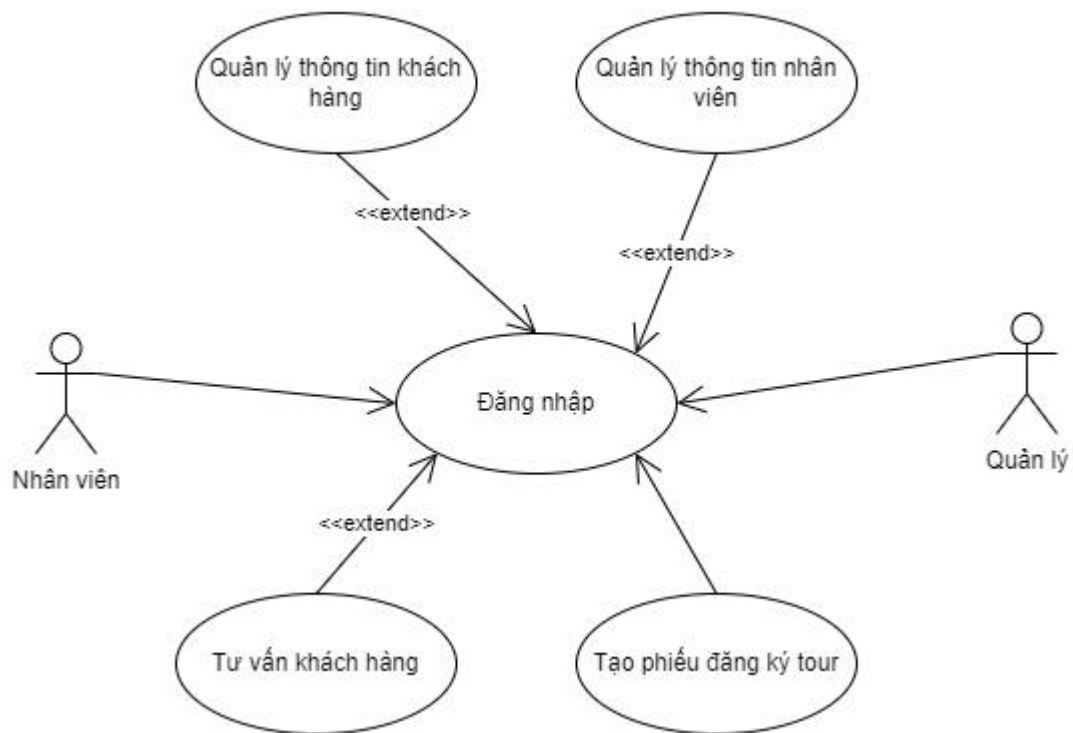 Quản lý thông tin khách
hàng
Quản lý thông tin nhân
viên
<<extend>>
<<extend>>
Đăng nhập
Nhân viên
Quản lý
<<extend>>
Tư vấn khách hàng
Tạo phiếu đăng ký tour